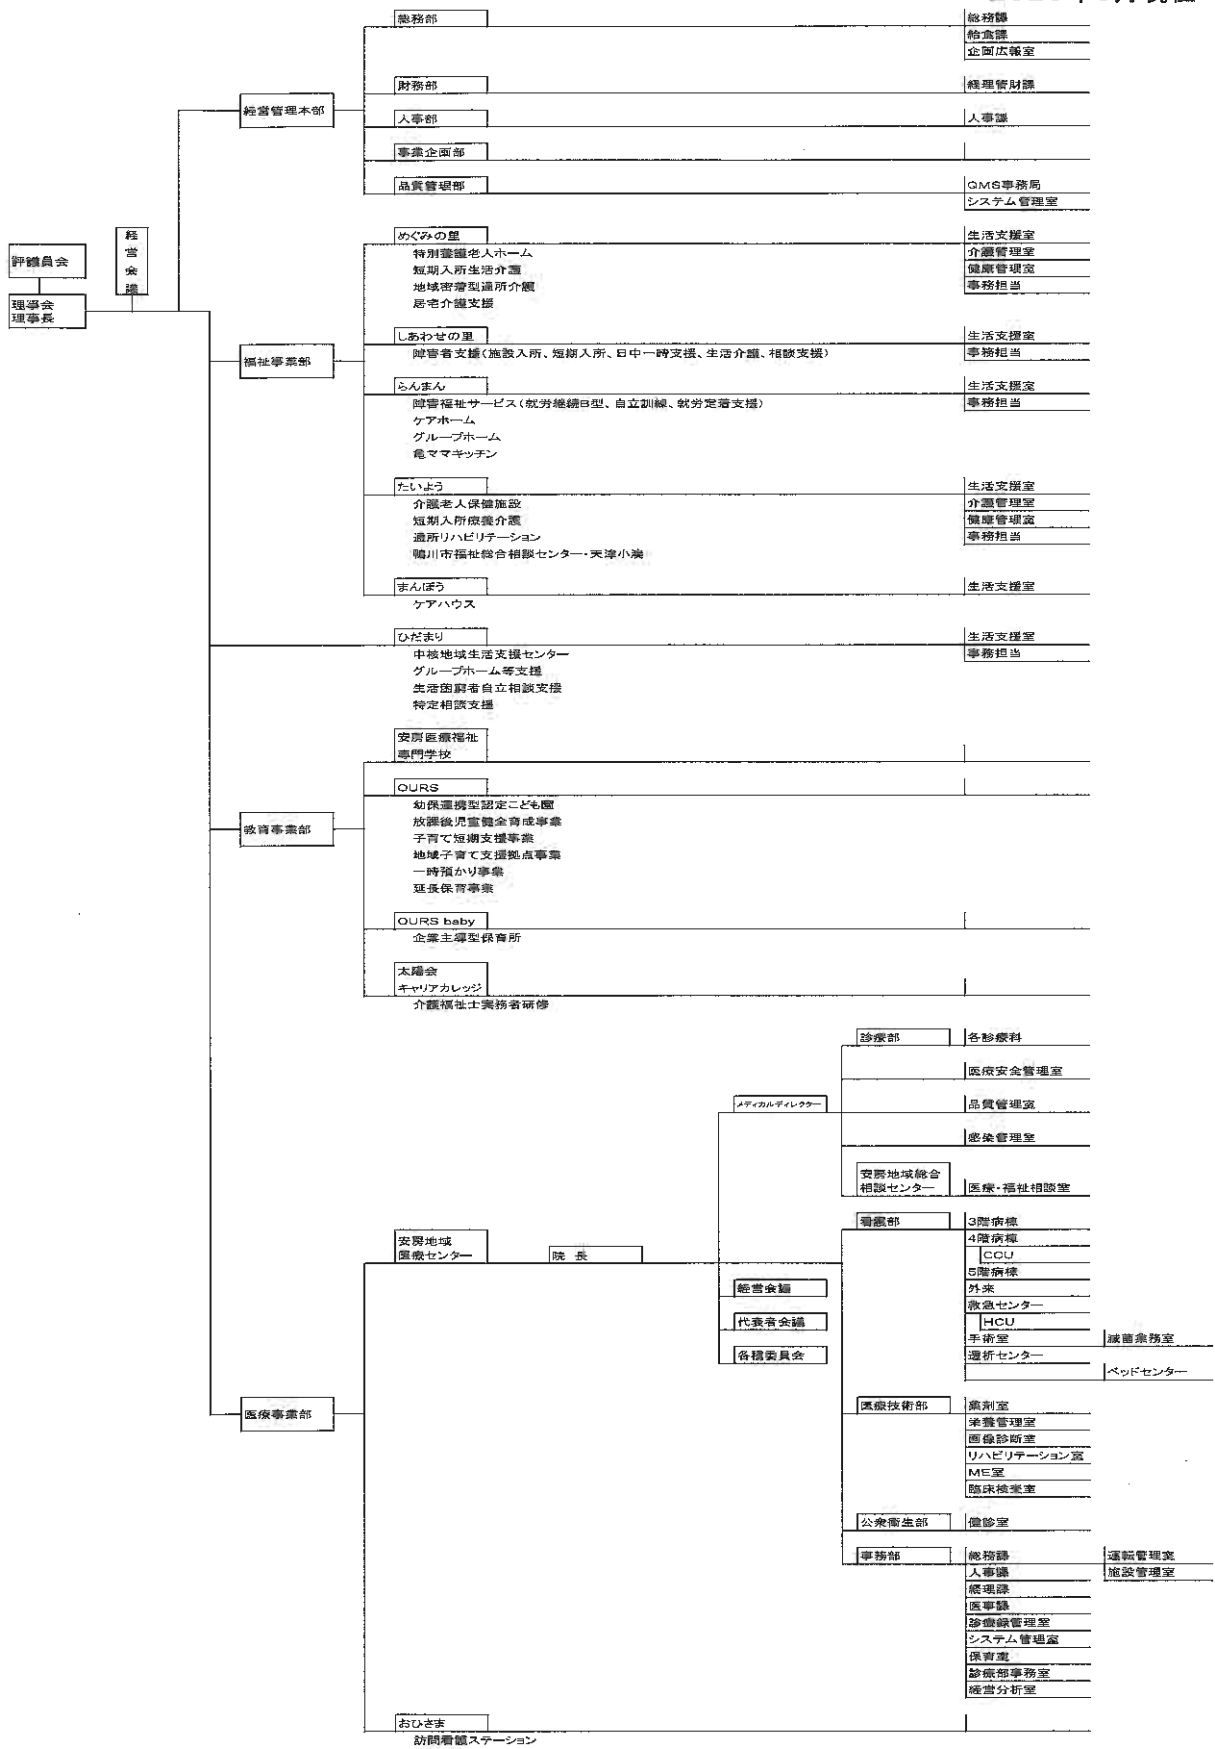 総務部 総務課
給食課
企画広報室
財務部 経理管財課
経営管理本部
人事部 人事課
事業企画部
品質管理部 QMS事務局
システム管理室
経営会議
評議員会
理事会
理事長
めぐみの里 生活支援室
特別養護老人ホーム 介護管理室
短期入所生活介護 健康管理室
地域密着型通所介護 事務担当
居宅介護支援
福祉事業部
しあわせの里 生活支援室
障害者支援(施設入所、短期入所、日中一時支援、生活介護、相談支援) 事務担当
らんまん 生活支援室
障害福祉サービス(就労継続B型、自立訓練、就労定着支援) 事務担当
ケアホーム
グループホーム
亀ママキッチン
たいよう 生活支援室
介護老人保健施設 介護管理室
短期入所療養介護 健康管理室
通所リハビリテーション 事務担当
鴨川市福祉総合相談センター・天津小湊
まんぼう 生活支援室
ケアハウス
ひだまり 生活支援室
中核地域生活支援センター 事務担当
グループホーム等支援
生活困窮者自立相談支援
特定相談支援
安房医療福祉
専門学校
OURS
幼保連携型認定こども園
放課後児童健全育成事業
教育事業部
子育て短期支援事業
地域子育て支援拠点事業
一時預かり事業
延長保育事業
OURS baby
企業主導型保育所
太陽会
キャリアカレッジ
介護福祉士実務者研修
診療部 各診療科
医療安全管理室
メディカルディレクター 品質管理室
感染管理室
安房地域総合
相談センター 医療・福祉相談室
看護部 3階病棟
4階病棟
安房地域
医療センター 院 長
CCU
5階病棟
経営会議 外来
救急センター
代表者会議 HCU
手術室 滅菌業務室
各種委員会 透析センター
ベッドセンター
医療事業部
医療技術部 薬剤室
栄養管理室
画像診断室
リハビリテーション室
ME室
臨床検査室
公衆衛生部 健診室
事務部 総務課 運転管理室
人事課 施設管理室
経理課
医事課
診療録管理室
システム管理室
保育室
診療部事務室
経営分析室
おひさま
訪問看護ステーション